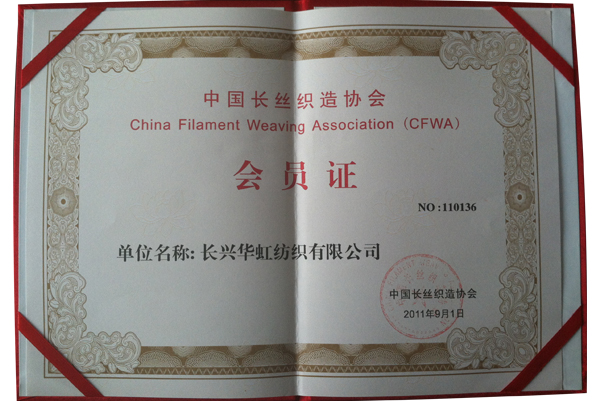 中国长丝织造协会
China Filament Weaving Association（CFWA）
会员证
NO:110136
单位名称: 长兴华虹纺织有限公司
中国长丝织造协会
2011年9月1日